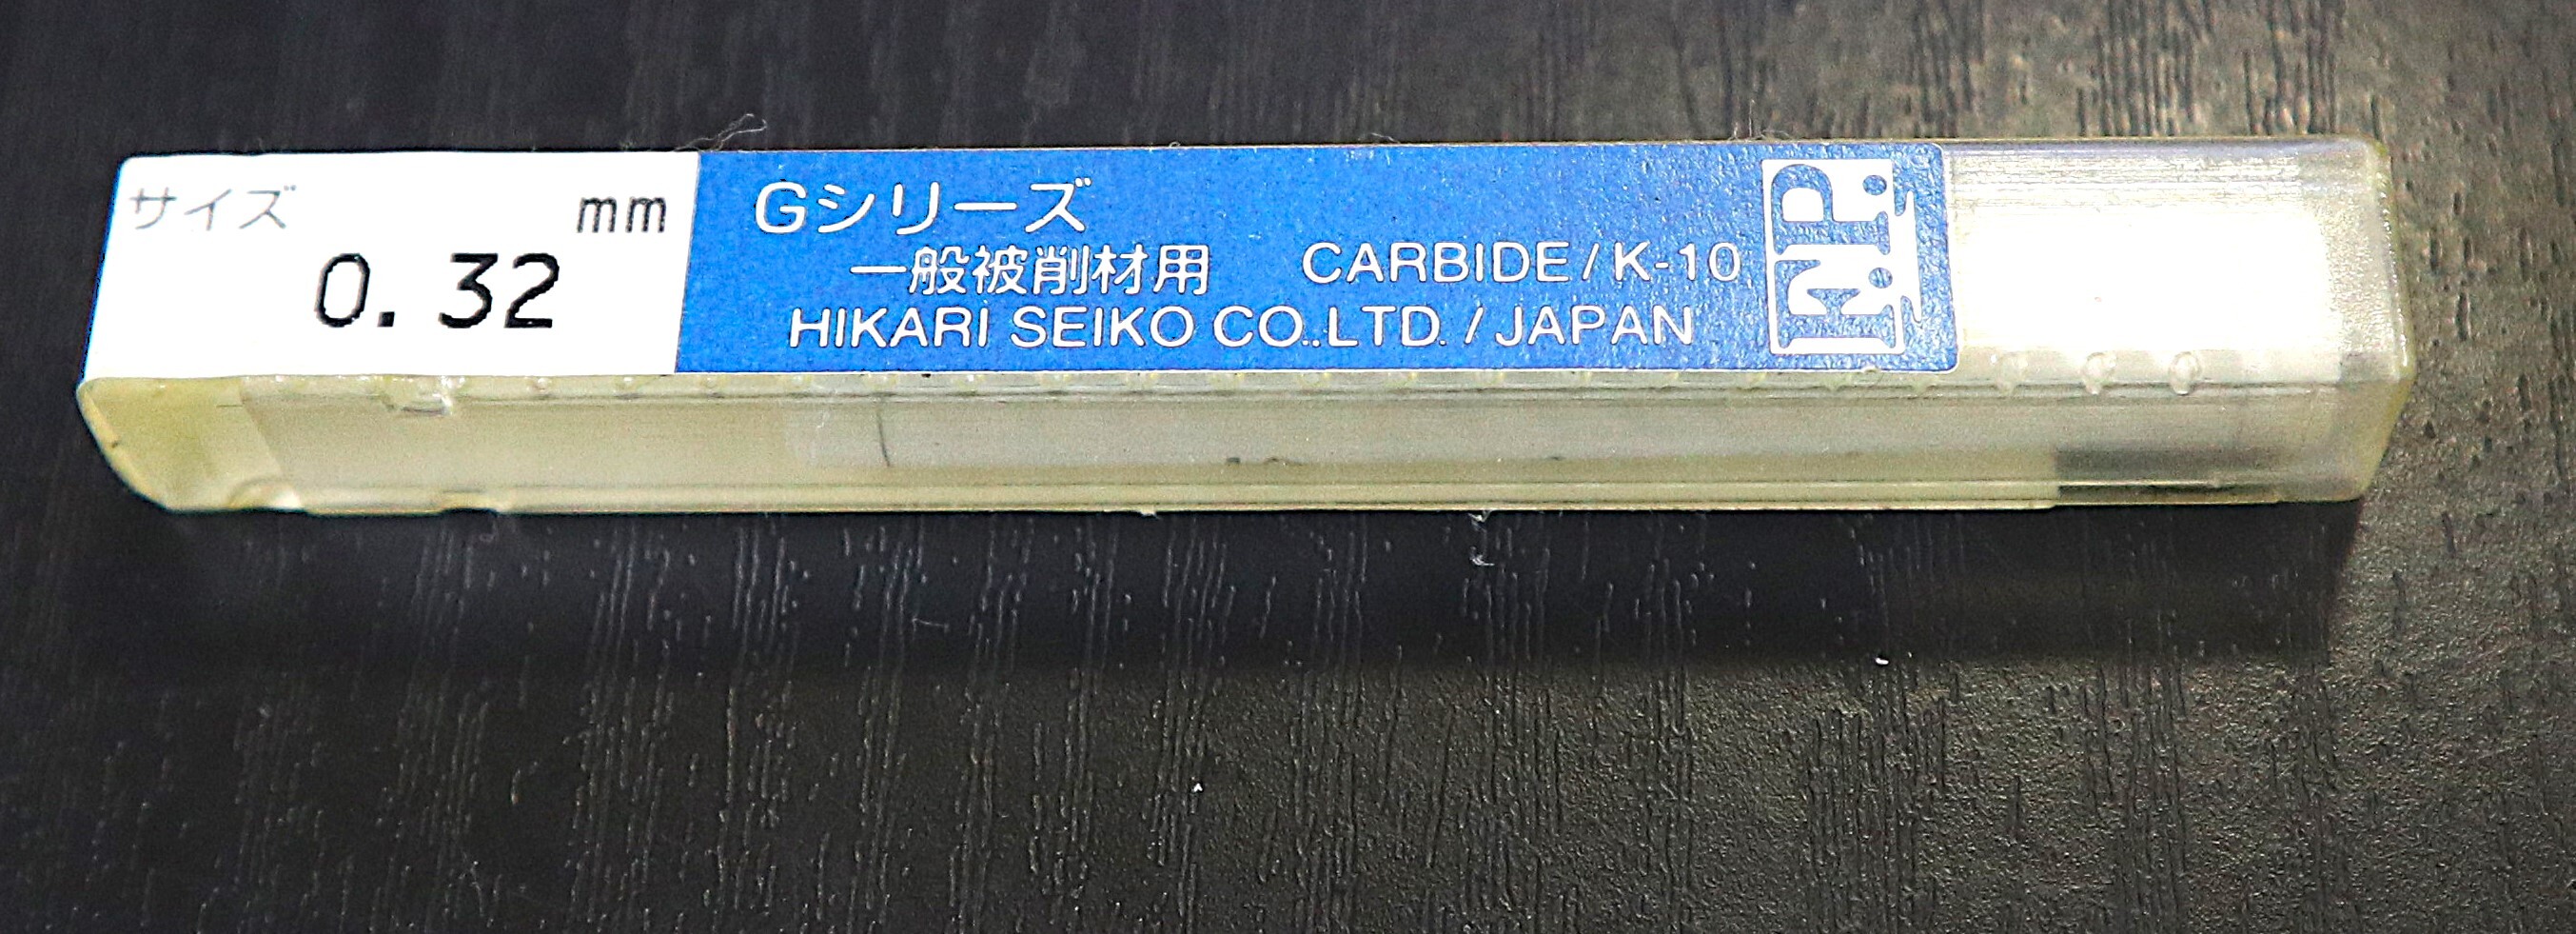 サイズ mm
0.32
Gシリーズ
一般被削材用 CARBIDE/K-10
HIKARI SEIKO CO.,LTD. / JAPAN